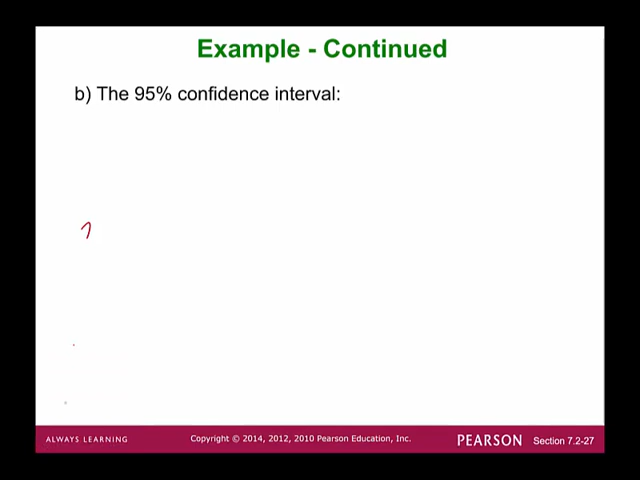 Example - Continued
b) The 95% confidence interval:
ALWAYS LEARNING
Copyright © 2014, 2012, 2010 Pearson Education, Inc.
PEARSON
Section 7.2-27